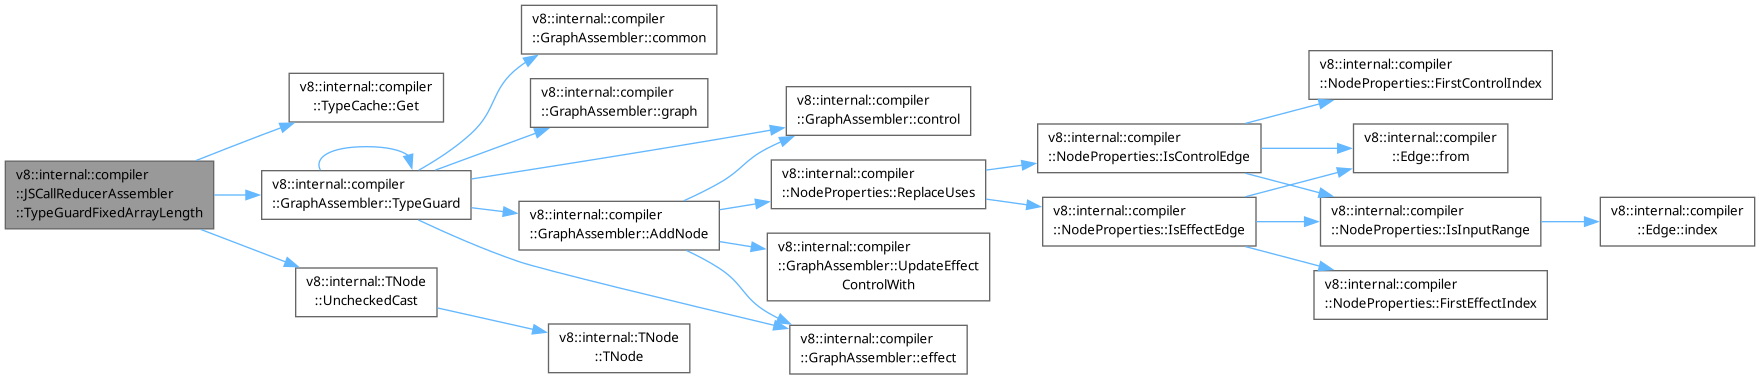 v8::internal::compiler
::JSCallReducerAssembler
::TypeGuardFixedArrayLength
v8::internal::compiler
::TypeCache::Get
v8::internal::compiler
::GraphAssembler::TypeGuard
v8::internal::TNode
::UncheckedCast
v8::internal::compiler
::GraphAssembler::common
v8::internal::compiler
::GraphAssembler::graph
v8::internal::compiler
::GraphAssembler::AddNode
v8::internal::TNode
::TNode
v8::internal::compiler
::GraphAssembler::control
v8::internal::compiler
::NodeProperties::ReplaceUses
v8::internal::compiler
::GraphAssembler::UpdateEffect
ControlWith
v8::internal::compiler
::GraphAssembler::effect
v8::internal::compiler
::NodeProperties::IsControlEdge
v8::internal::compiler
::NodeProperties::IsEffectEdge
v8::internal::compiler
::NodeProperties::FirstControlIndex
v8::internal::compiler
::Edge::from
v8::internal::compiler
::NodeProperties::IsInputRange
v8::internal::compiler
::NodeProperties::FirstEffectIndex
v8::internal::compiler
::Edge::index